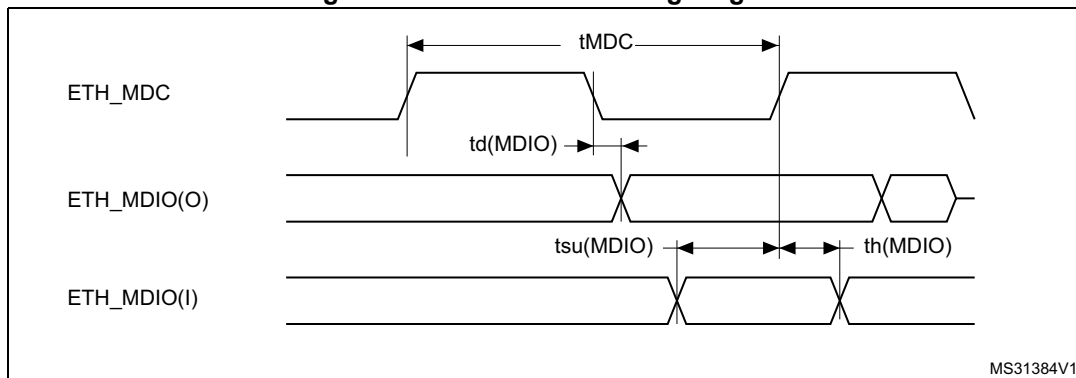 tMDC
ETH_MDC
td(MDIO)
ETH_MDIO(O)
tsu(MDIO)
th(MDIO)
ETH_MDIO(I)
MS31384V1